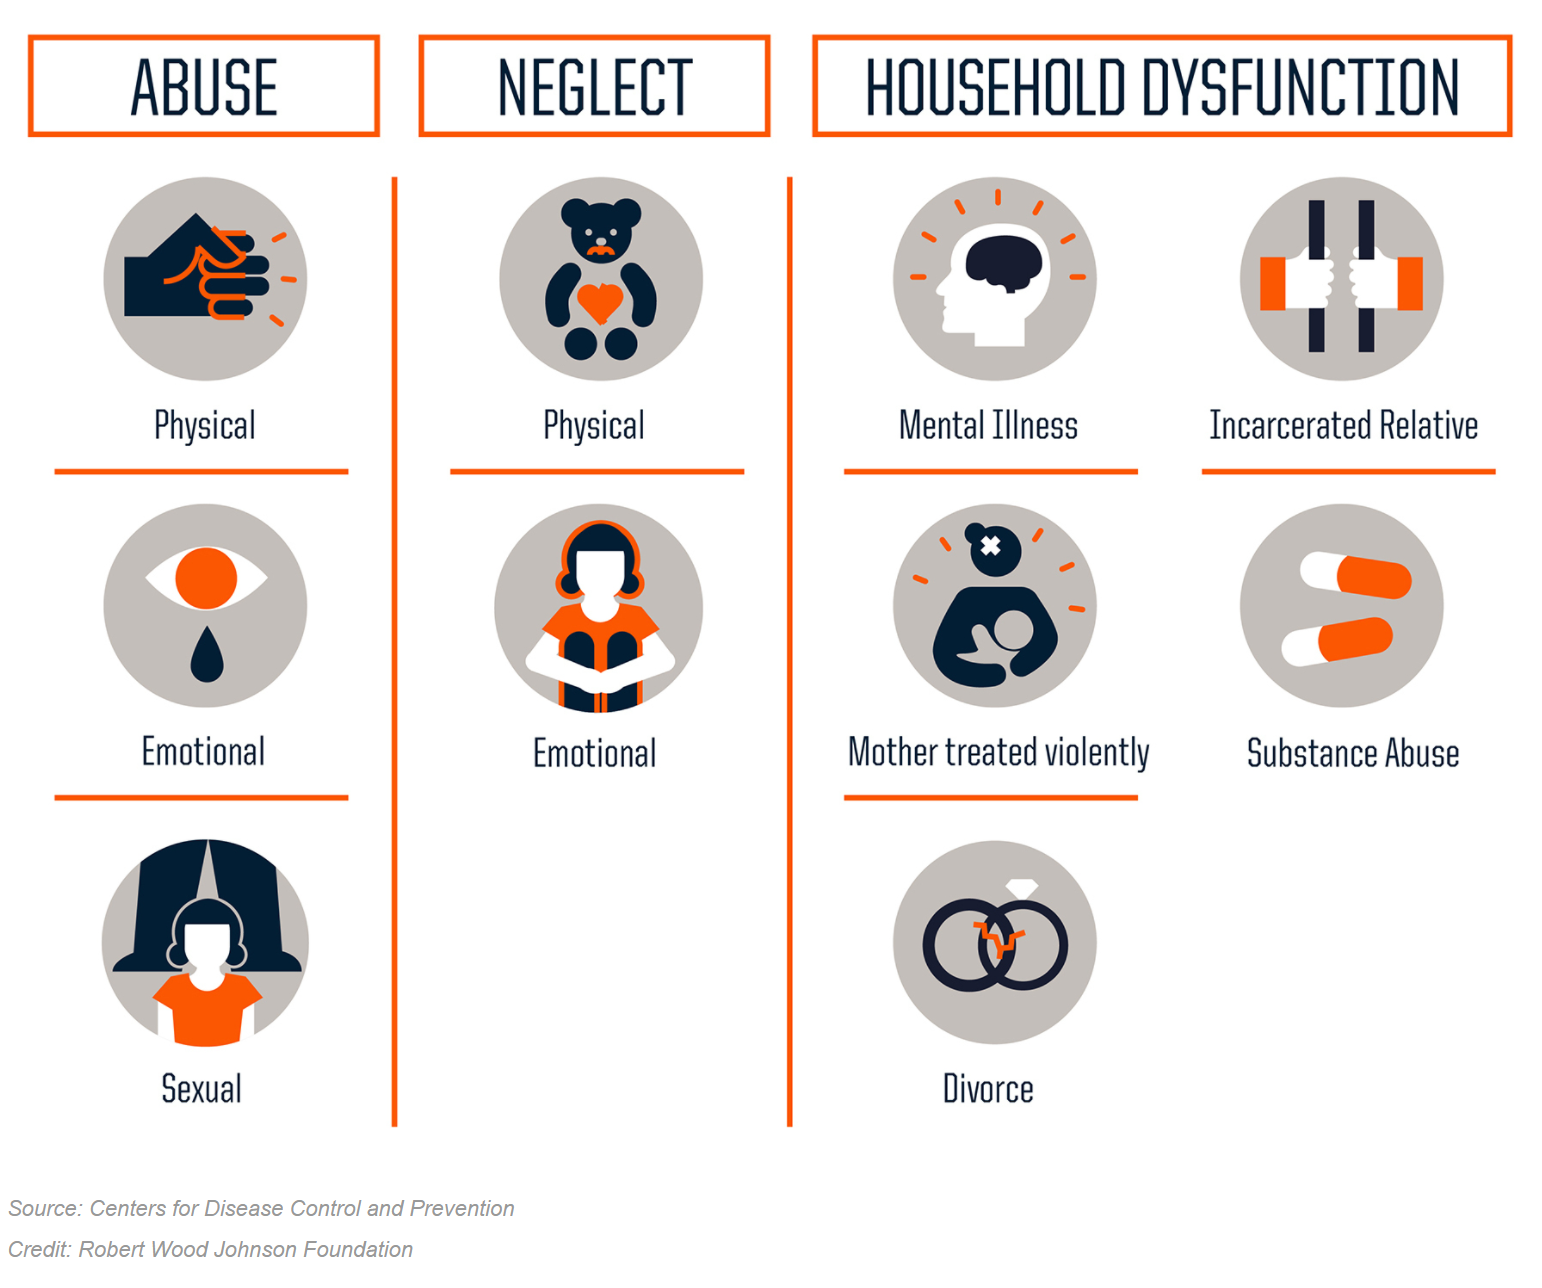 ABUSE
NEGLECT
HOUSEHOLD DYSFUNCTION
Physical
Physical
Mental Illness
Incarcerated Relative
Emotional
Emotional
Mother treated violently
Substance Abuse
Sexual
Divorce
Source: Centers for Disease Control and Prevention
Credit: Robert Wood Johnson Foundation